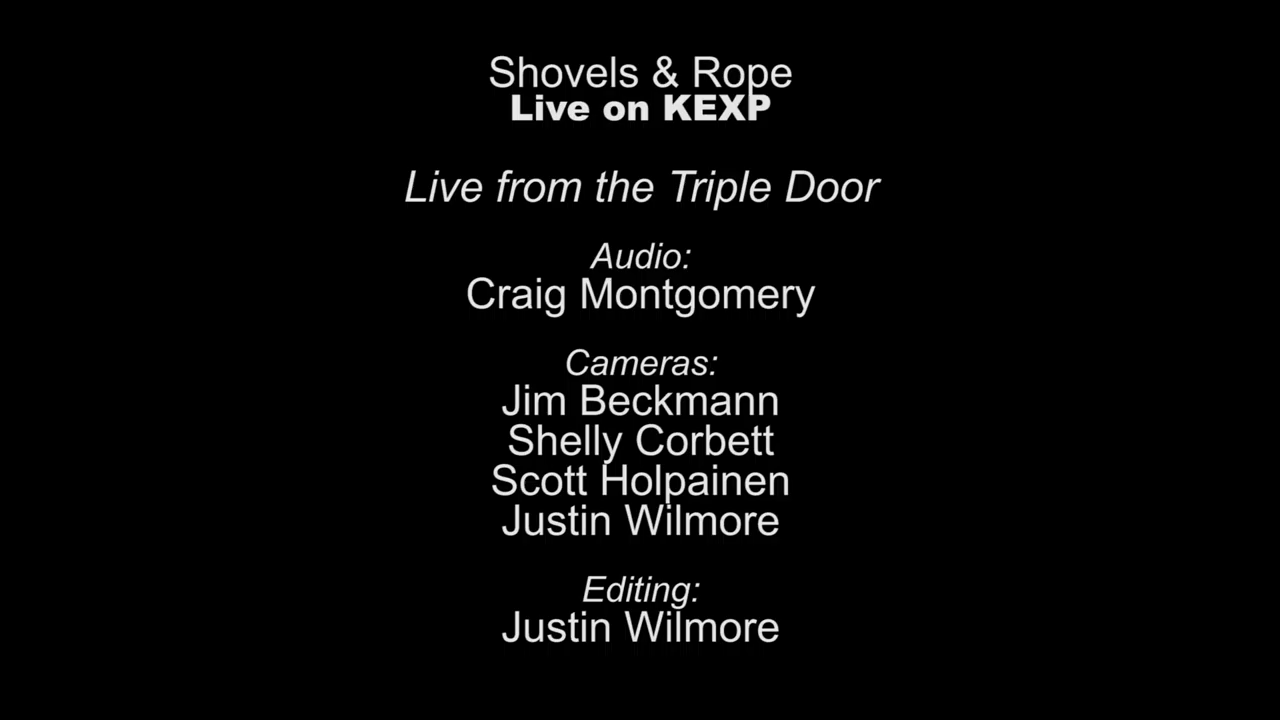 Shovels & Rope
Live on KEXP
Live from the Triple Door
Audio:
Craig Montgomery
Cameras:
Jim Beckmann
Shelly Corbett
Scott Holpainen
Justin Wilmore
Editing:
Justin Wilmore